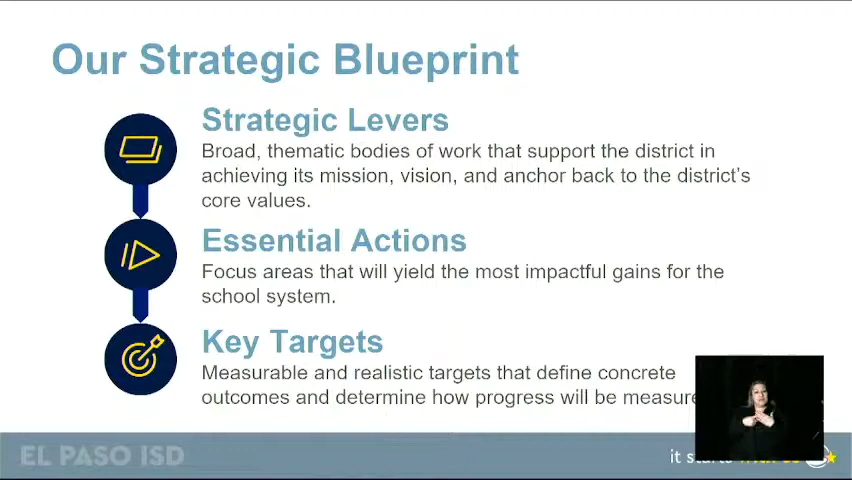 Our Strategic Blueprint
Strategic Levers
Broad, thematic bodies of work that support the district in
achieving its mission, vision, and anchor back to the district's
core values.
Essential Actions
Focus areas that will yield the most impactful gains for the
school system.
Key Targets
Measurable and realistic targets that define concrete
outcomes and determine how progress will be measure
EL PASO ISD
it starts